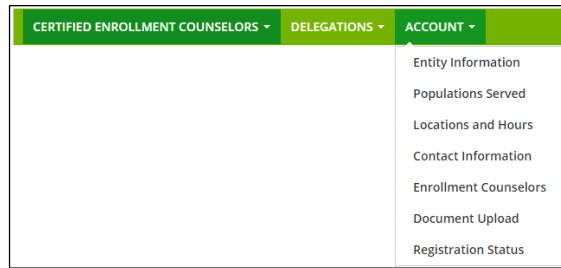 CERTIFIED ENROLLMENT COUNSELORS DELEGATIONS ACCOUNT
Entity Information
Populations Served
Locations and Hours
Contact Information
Enrollment Counselors
Document Upload
Registration Status